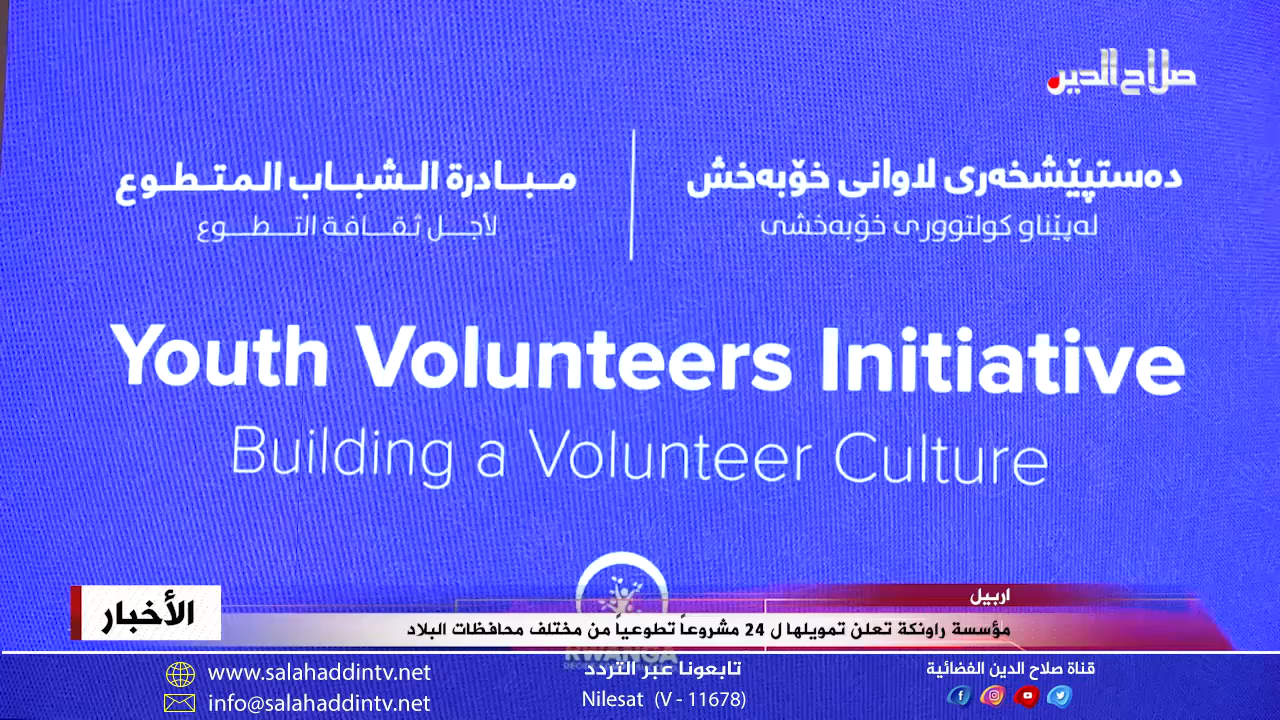 صلاح الدين
دەستپێشخەری لاوانی خۆبەخش
لەپێناو کولتووری خۆبەخشی
مبادرة الشباب المتطوع
لأجل ثقافة التطوع
Youth Volunteers Initiative
Building a Volunteer Culture
اربيل
الأخبار
مؤسسة راونكة تعلن تمويلها ل 24 مشروعاً تطوعياً من مختلف محافظات البلاد
RWANGA
قناة صلاح الدين الفضائية
تابعونا عبر التردد
Nilesat (V - 11678)
www.salahaddintv.net
info@salahaddintv.net